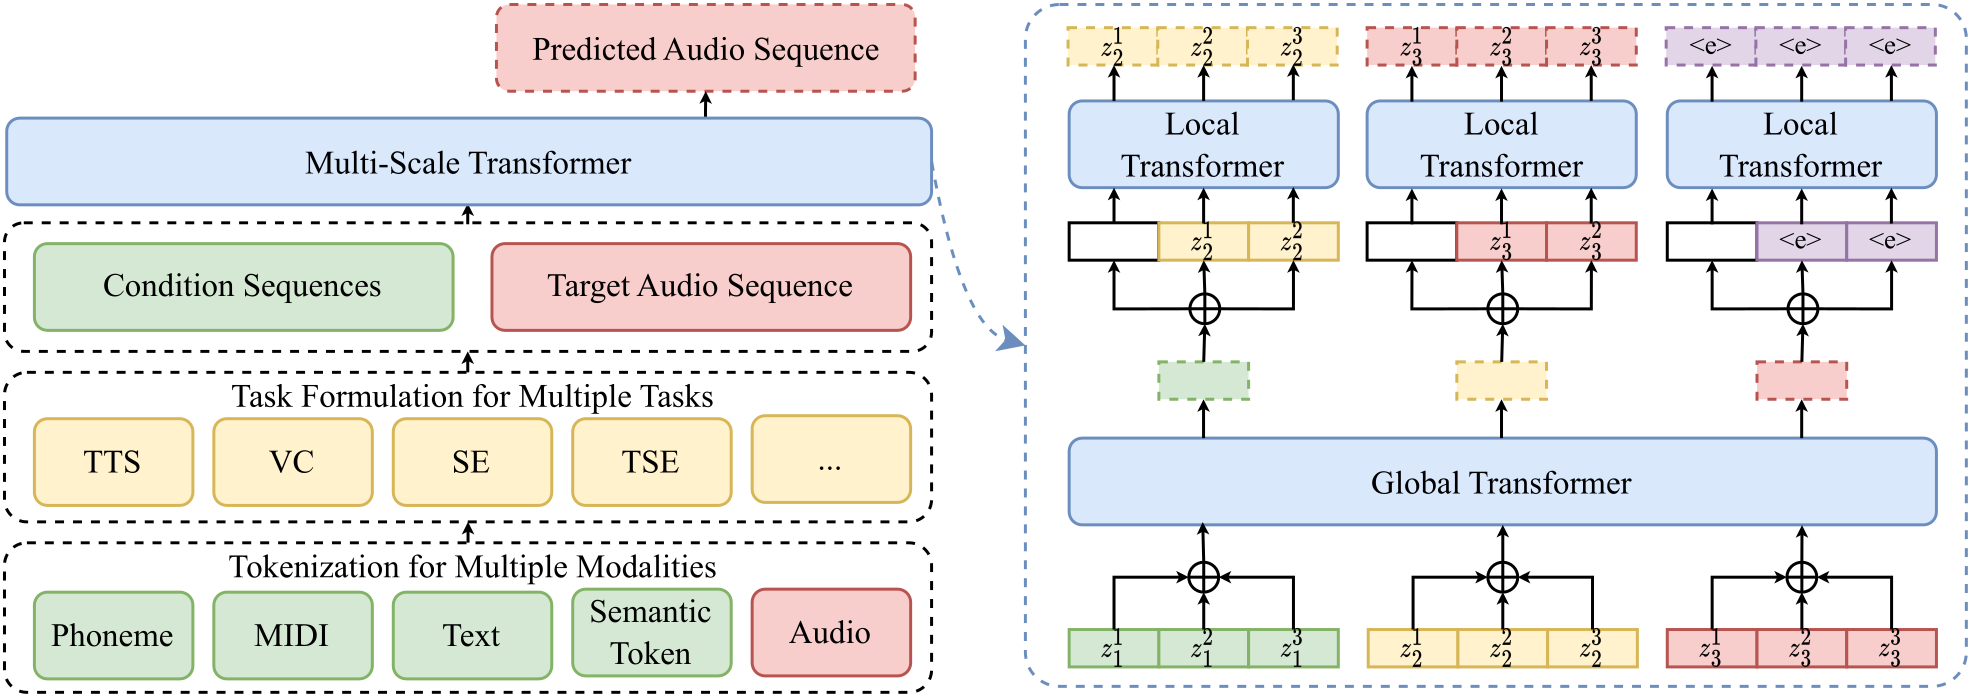 Predicted Audio Sequence
Multi-Scale Transformer
Condition Sequences Target Audio Sequence
Task Formulation for Multiple Tasks
TTS VC SE TSE ...
Tokenization for Multiple Modalities
Phoneme MIDI Text Semantic Token Audio
z_2^1 z_2^2 z_2^3 z_3^1 z_3^2 z_3^3 <e> <e> <e>
Local Local Local
Transformer Transformer Transformer
z_2^1 z_2^2 z_3^1 z_3^2 <e> <e>
Global Transformer
z_1^1 z_1^2 z_1^3 z_2^1 z_2^2 z_2^3 z_3^1 z_3^2 z_3^3